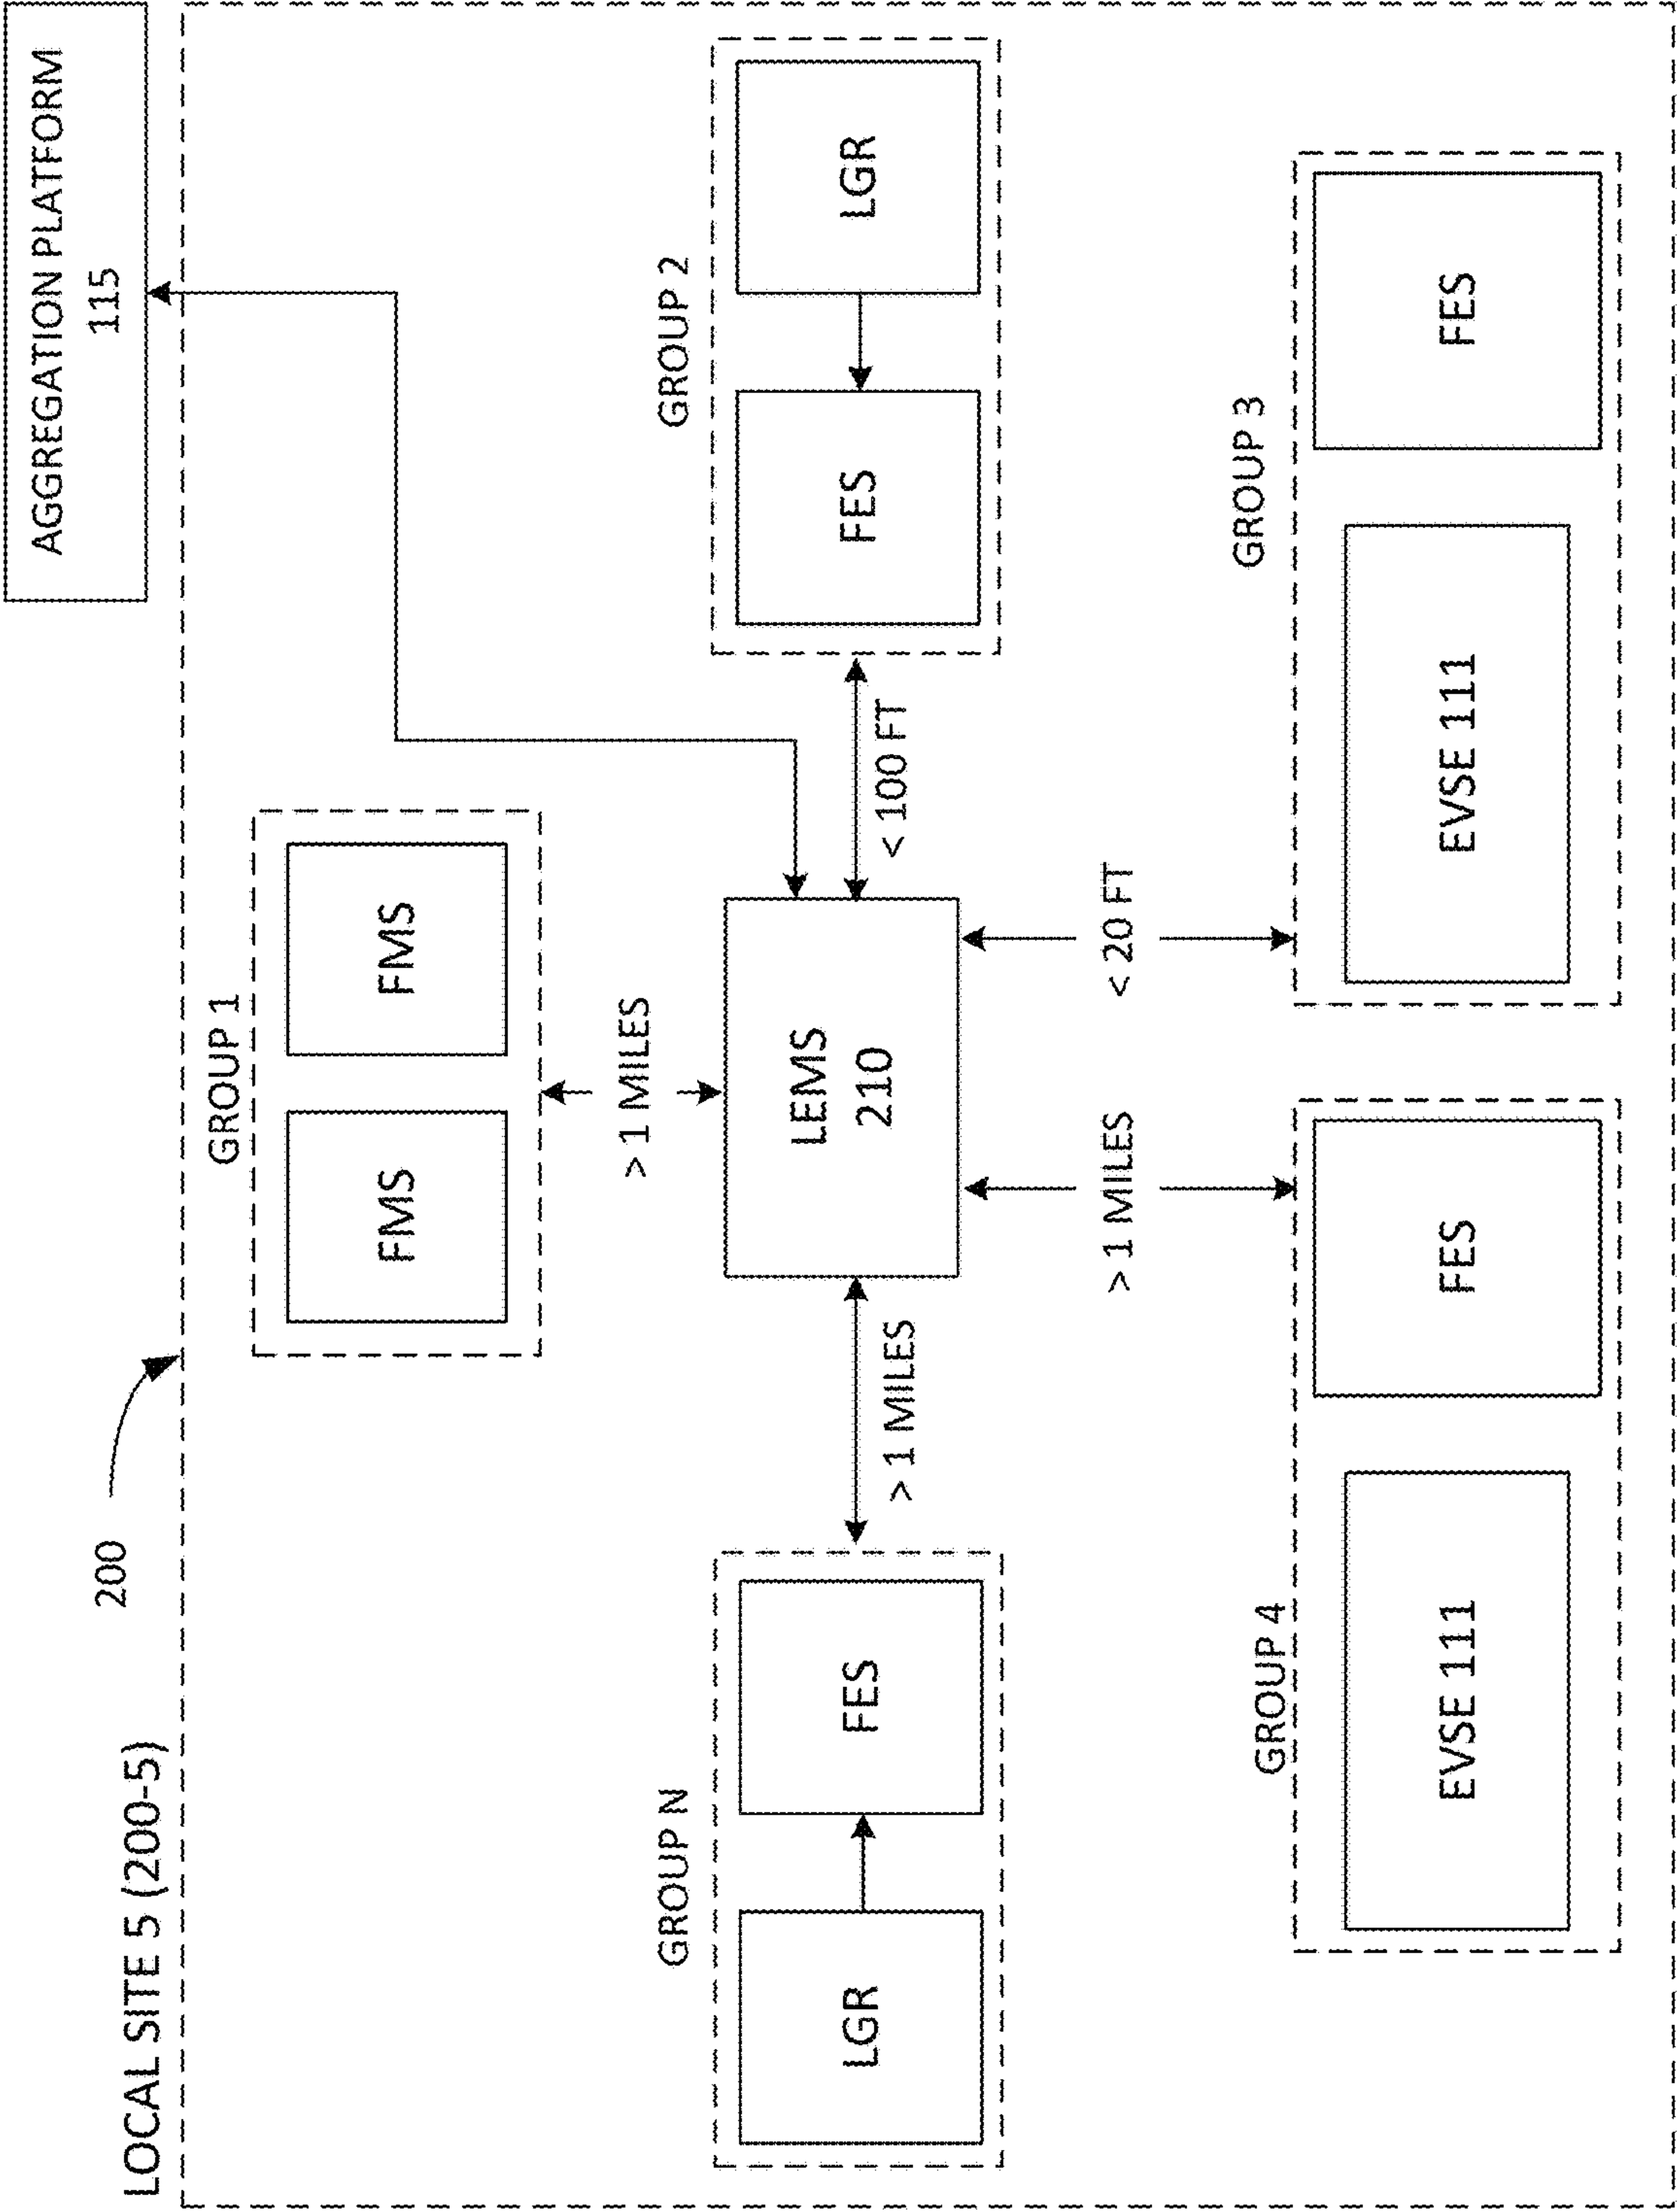 LOCAL SITE 5 (200-5)
200
AGGREGATION PLATFORM
115
GROUP 1
FMS
FMS
> 1 MILES
GROUP N
LGR
FES
> 1 MILES
LEMS
210
< 100 FT
GROUP 2
FES
LGR
> 1 MILES
< 20 FT
GROUP 4
EVSE 111
FES
GROUP 3
EVSE 111
FES